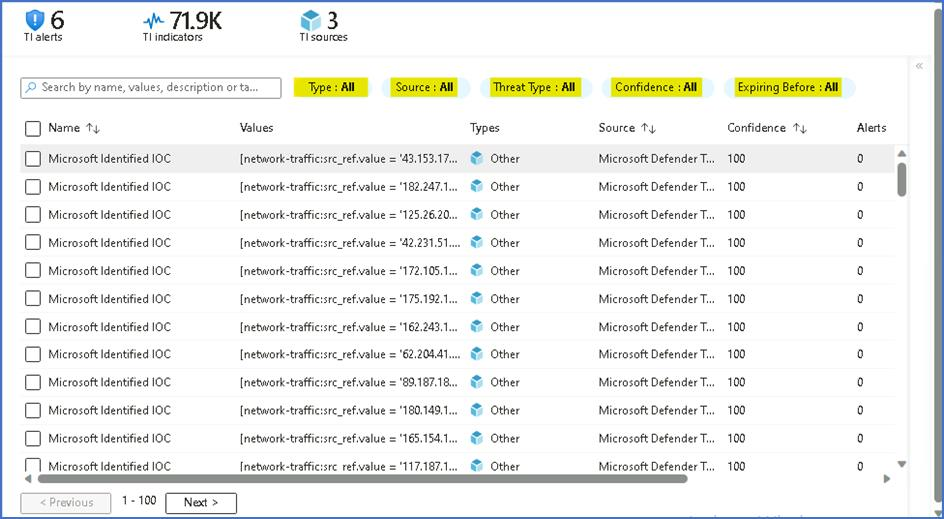 6 71.9K 3
TI alerts TI indicators TI sources
«
Search by name, values, description or ta... Type : All Source : All Threat Type : All Confidence : All Expiring Before : All
Name ↑↓ Values Types Source ↑↓ Confidence ↑↓ Alerts
Microsoft Identified IOC [network-traffic:src_ref.value = '43.153.17... Other Microsoft Defender T... 100 0
Microsoft Identified IOC [network-traffic:src_ref.value = '182.247.1... Other Microsoft Defender T... 100 0
Microsoft Identified IOC [network-traffic:src_ref.value = '125.26.20... Other Microsoft Defender T... 100 0
Microsoft Identified IOC [network-traffic:src_ref.value = '42.231.51.... Other Microsoft Defender T... 100 0
Microsoft Identified IOC [network-traffic:src_ref.value = '172.105.1... Other Microsoft Defender T... 100 0
Microsoft Identified IOC [network-traffic:src_ref.value = '175.192.1... Other Microsoft Defender T... 100 0
Microsoft Identified IOC [network-traffic:src_ref.value = '162.243.1... Other Microsoft Defender T... 100 0
Microsoft Identified IOC [network-traffic:src_ref.value = '62.204.41.... Other Microsoft Defender T... 100 0
Microsoft Identified IOC [network-traffic:src_ref.value = '89.187.18... Other Microsoft Defender T... 100 0
Microsoft Identified IOC [network-traffic:src_ref.value = '180.149.1... Other Microsoft Defender T... 100 0
Microsoft Identified IOC [network-traffic:src_ref.value = '165.154.1... Other Microsoft Defender T... 100 0
Microsoft Identified IOC [network-traffic:src_ref.value = '117.187.1... Other Microsoft Defender T... 100 0
< Previous 1 - 100 Next >